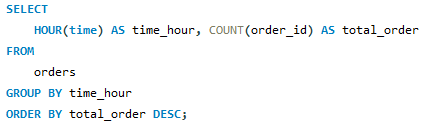 SELECT
HOUR(time) AS time_hour, COUNT(order_id) AS total_order
FROM
orders
GROUP BY time_hour
ORDER BY total_order DESC;